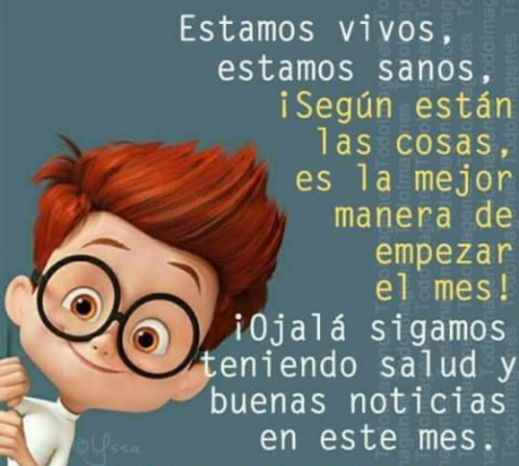 Estamos vivos,
estamos sanos,
¡Según están
las cosas,
es la mejor
manera de
empezar
el mes!
¡Ojalá sigamos
teniendo salud y
buenas noticias
en este mes.
©Yssa